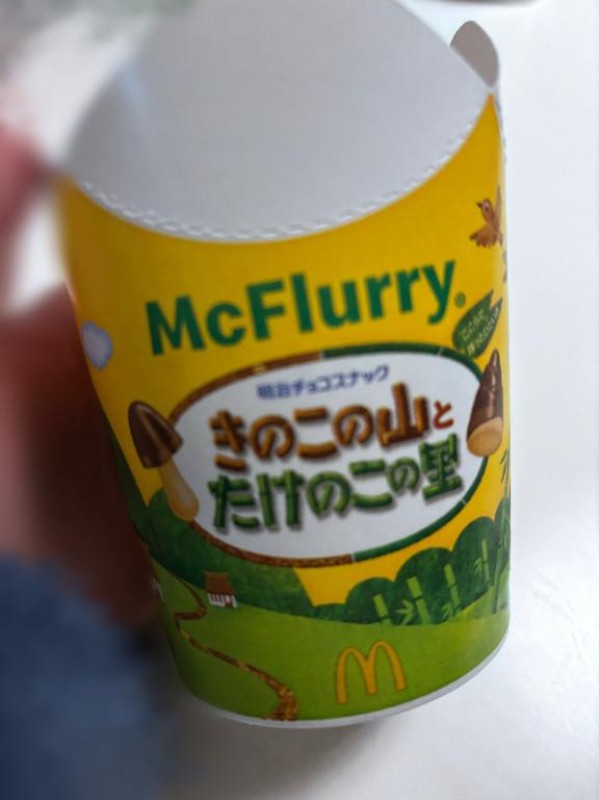 McFlurry®
明治チョコスナック
きのこの山と
たけのこの里